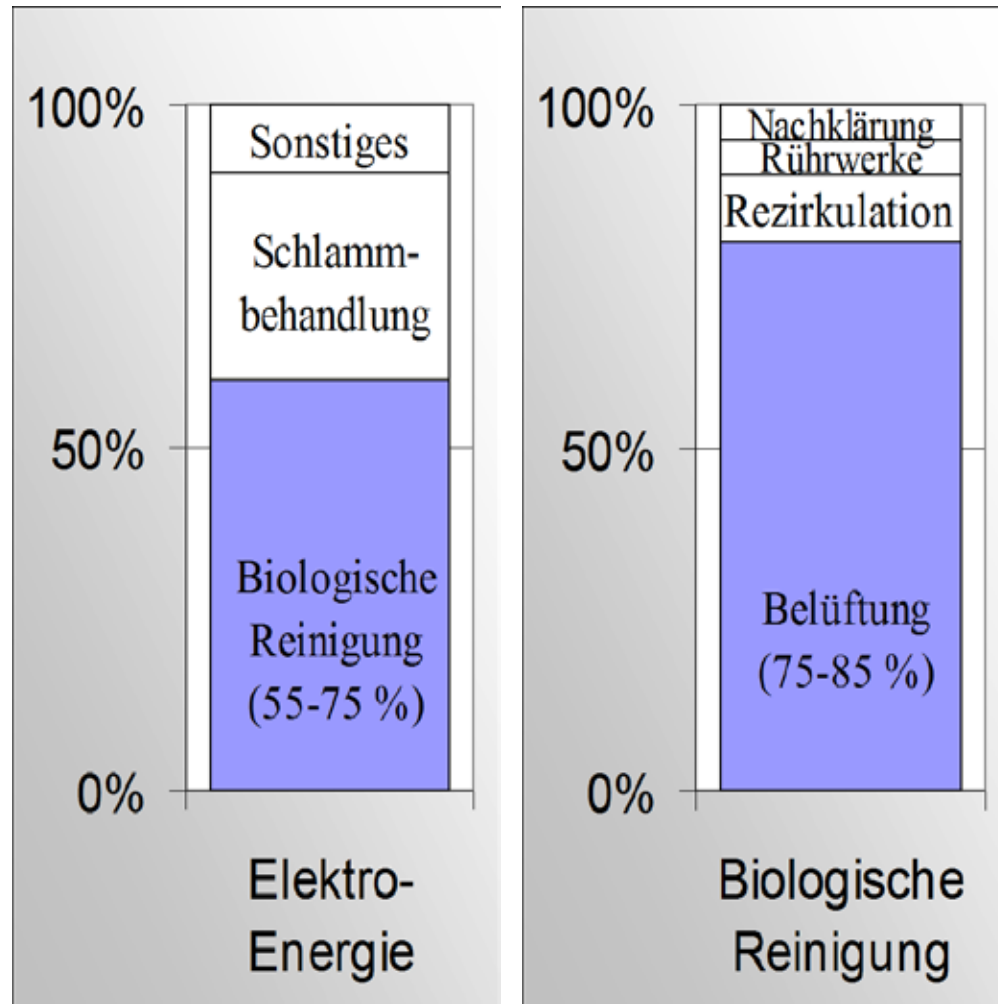 100%
Sonstiges
Schlamm-
behandlung
50%
Biologische
Reinigung
(55-75 %)
0%
Elektro-
Energie
100%
Nachklärung
Rührwerke
Rezirkulation
50%
Belüftung
(75-85 %)
0%
Biologische
Reinigung